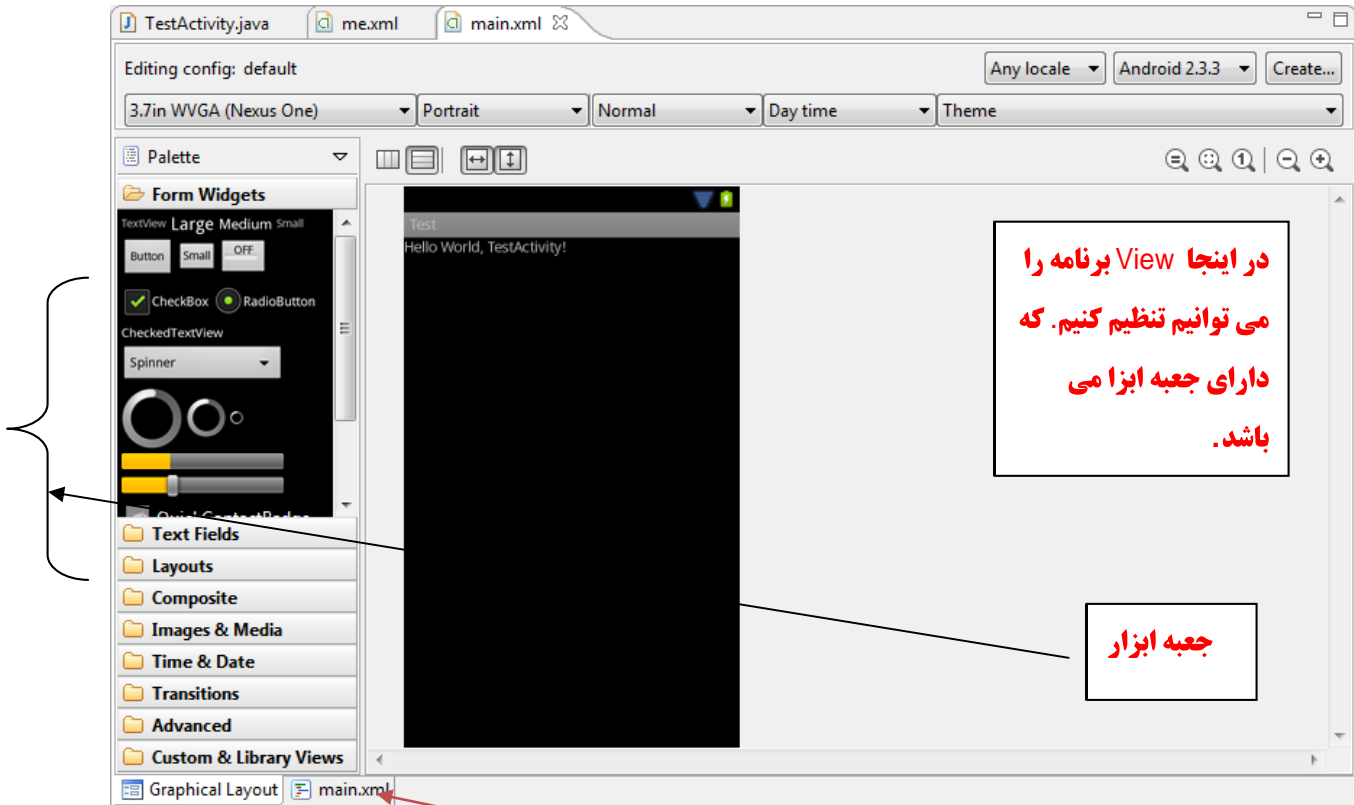 TestActivity.java me.xml main.xml
Editing config: default Any locale Android 2.3.3 Create...
3.7in WVGA (Nexus One) Portrait Normal Day time Theme
Palette
Form Widgets
TextView Large Medium Small
Button Small OFF
CheckBox RadioButton
CheckedTextView
Spinner
Text Fields
Layouts
Composite
Images & Media
Time & Date
Transitions
Advanced
Custom & Library Views
Graphical Layout main.xml
Test
Hello World, TestActivity!
در اینجا View برنامه را
می توانیم تنظیم کنیم. که
دارای جعبه ابزا می
باشد.
جعبه ابزار